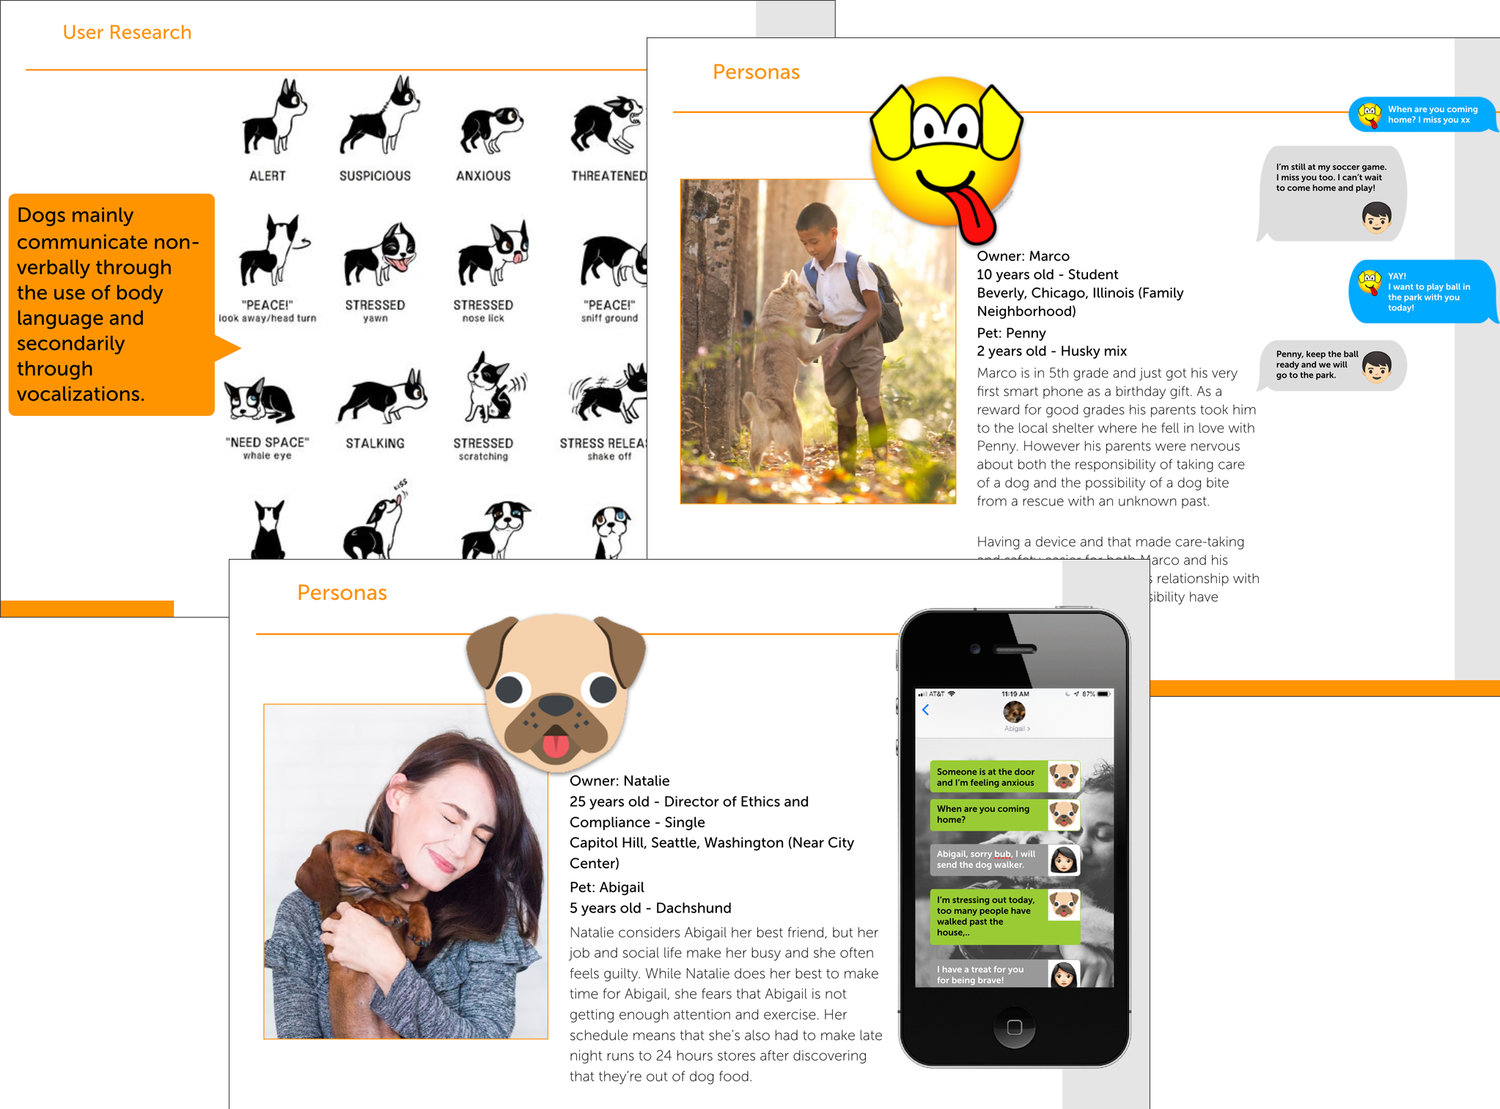 User Research
Dogs mainly
communicate non-
verbally through
the use of body
language and
secondarily
through
vocalizations.
ALERT
SUSPICIOUS
ANXIOUS
THREATENED
"PEACE!"
look away/head turn
STRESSED
yawn
STRESSED
nose lick
"PEACE!"
sniff ground
"NEED SPACE"
whale eye
STALKING
STRESSED
scratching
STRESS RELEA
shake off
KISS
Personas
Owner: Marco
10 years old - Student
Beverly, Chicago, Illinois (Family
Neighborhood)
Pet: Penny
2 years old - Husky mix
Marco is in 5th grade and just got his very
first smart phone as a birthday gift. As a
reward for good grades his parents took him
to the local shelter where he fell in love with
Penny. However his parents were nervous
about both the responsibility of taking care
of a dog and the possibility of a dog bite
from a rescue with an unknown past.
Having a device and that made care-taking
and safety easier for both Marco and his
s relationship with
sibility have
When are you coming
home? I miss you xx
I'm still at my soccer game.
I miss you too. I can't wait
to come home and play!
YAY!
I want to play ball in
the park with you
today!
Penny, keep the ball
ready and we will
go to the park.
Personas
Owner: Natalie
25 years old - Director of Ethics and
Compliance - Single
Capitol Hill, Seattle, Washington (Near City
Center)
Pet: Abigail
5 years old - Dachshund
Natalie considers Abigail her best friend, but her
job and social life make her busy and she often
feels guilty. While Natalie does her best to make
time for Abigail, she fears that Abigail is not
getting enough attention and exercise. Her
schedule means that she's also had to make late
night runs to 24 hours stores after discovering
that they're out of dog food.
AT&T 11:19 AM 87%
Abigail >
Someone is at the door
and I'm feeling anxious
When are you coming
home?
Abigail, sorry bub, I will
send the dog walker.
I'm stressing out today,
too many people have
walked past the
house,..
I have a treat for you
for being brave!